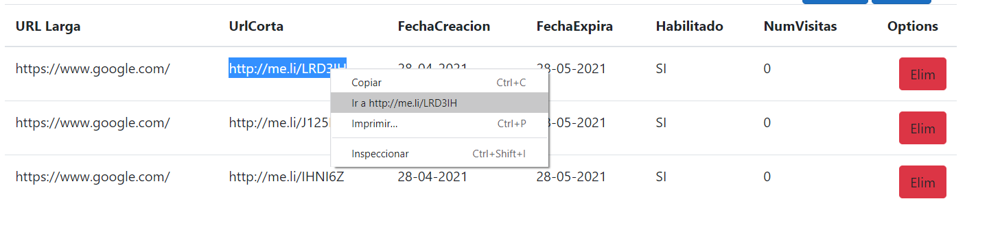 URL Larga UrlCorta FechaCreacion FechaExpira Habilitado NumVisitas Options
https://www.google.com/ http://me.li/LRD3IH 28-04-2021 28-05-2021 SI 0 Elim
Copiar Ctrl+C
Ir a http://me.li/LRD3IH
Imprimir... Ctrl+P
Inspeccionar Ctrl+Shift+I
https://www.google.com/ http://me.li/J125 8-05-2021 SI 0 Elim
https://www.google.com/ http://me.li/IHNI6Z 28-04-2021 28-05-2021 SI 0 Elim